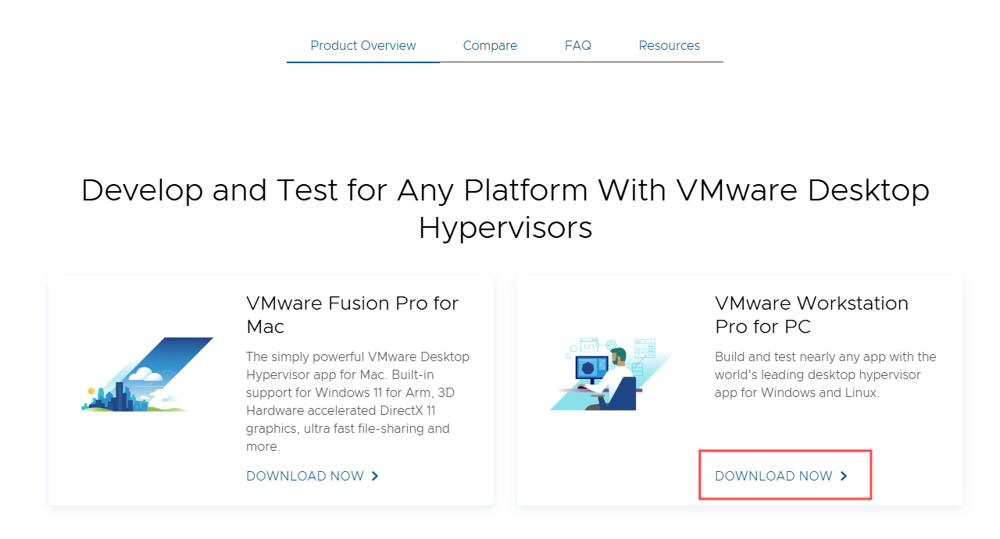 Product Overview Compare FAQ Resources
Develop and Test for Any Platform With VMware Desktop
Hypervisors
VMware Fusion Pro for
Mac
The simply powerful VMware Desktop
Hypervisor app for Mac. Built-in
support for Windows 11 for Arm, 3D
Hardware accelerated DirectX 11
graphics, ultra fast file-sharing and
more.
DOWNLOAD NOW
VMware Workstation
Pro for PC
Build and test nearly any app with the
world's leading desktop hypervisor
app for Windows and Linux.
DOWNLOAD NOW